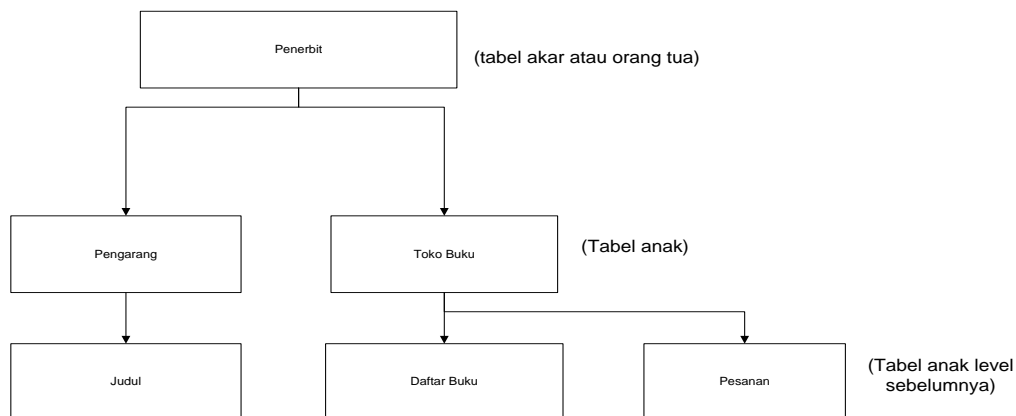 Penerbit
(tabel akar atau orang tua)
Pengarang
Toko Buku
(Tabel anak)
Judul
Daftar Buku
Pesanan
(Tabel anak level
sebelumnya)